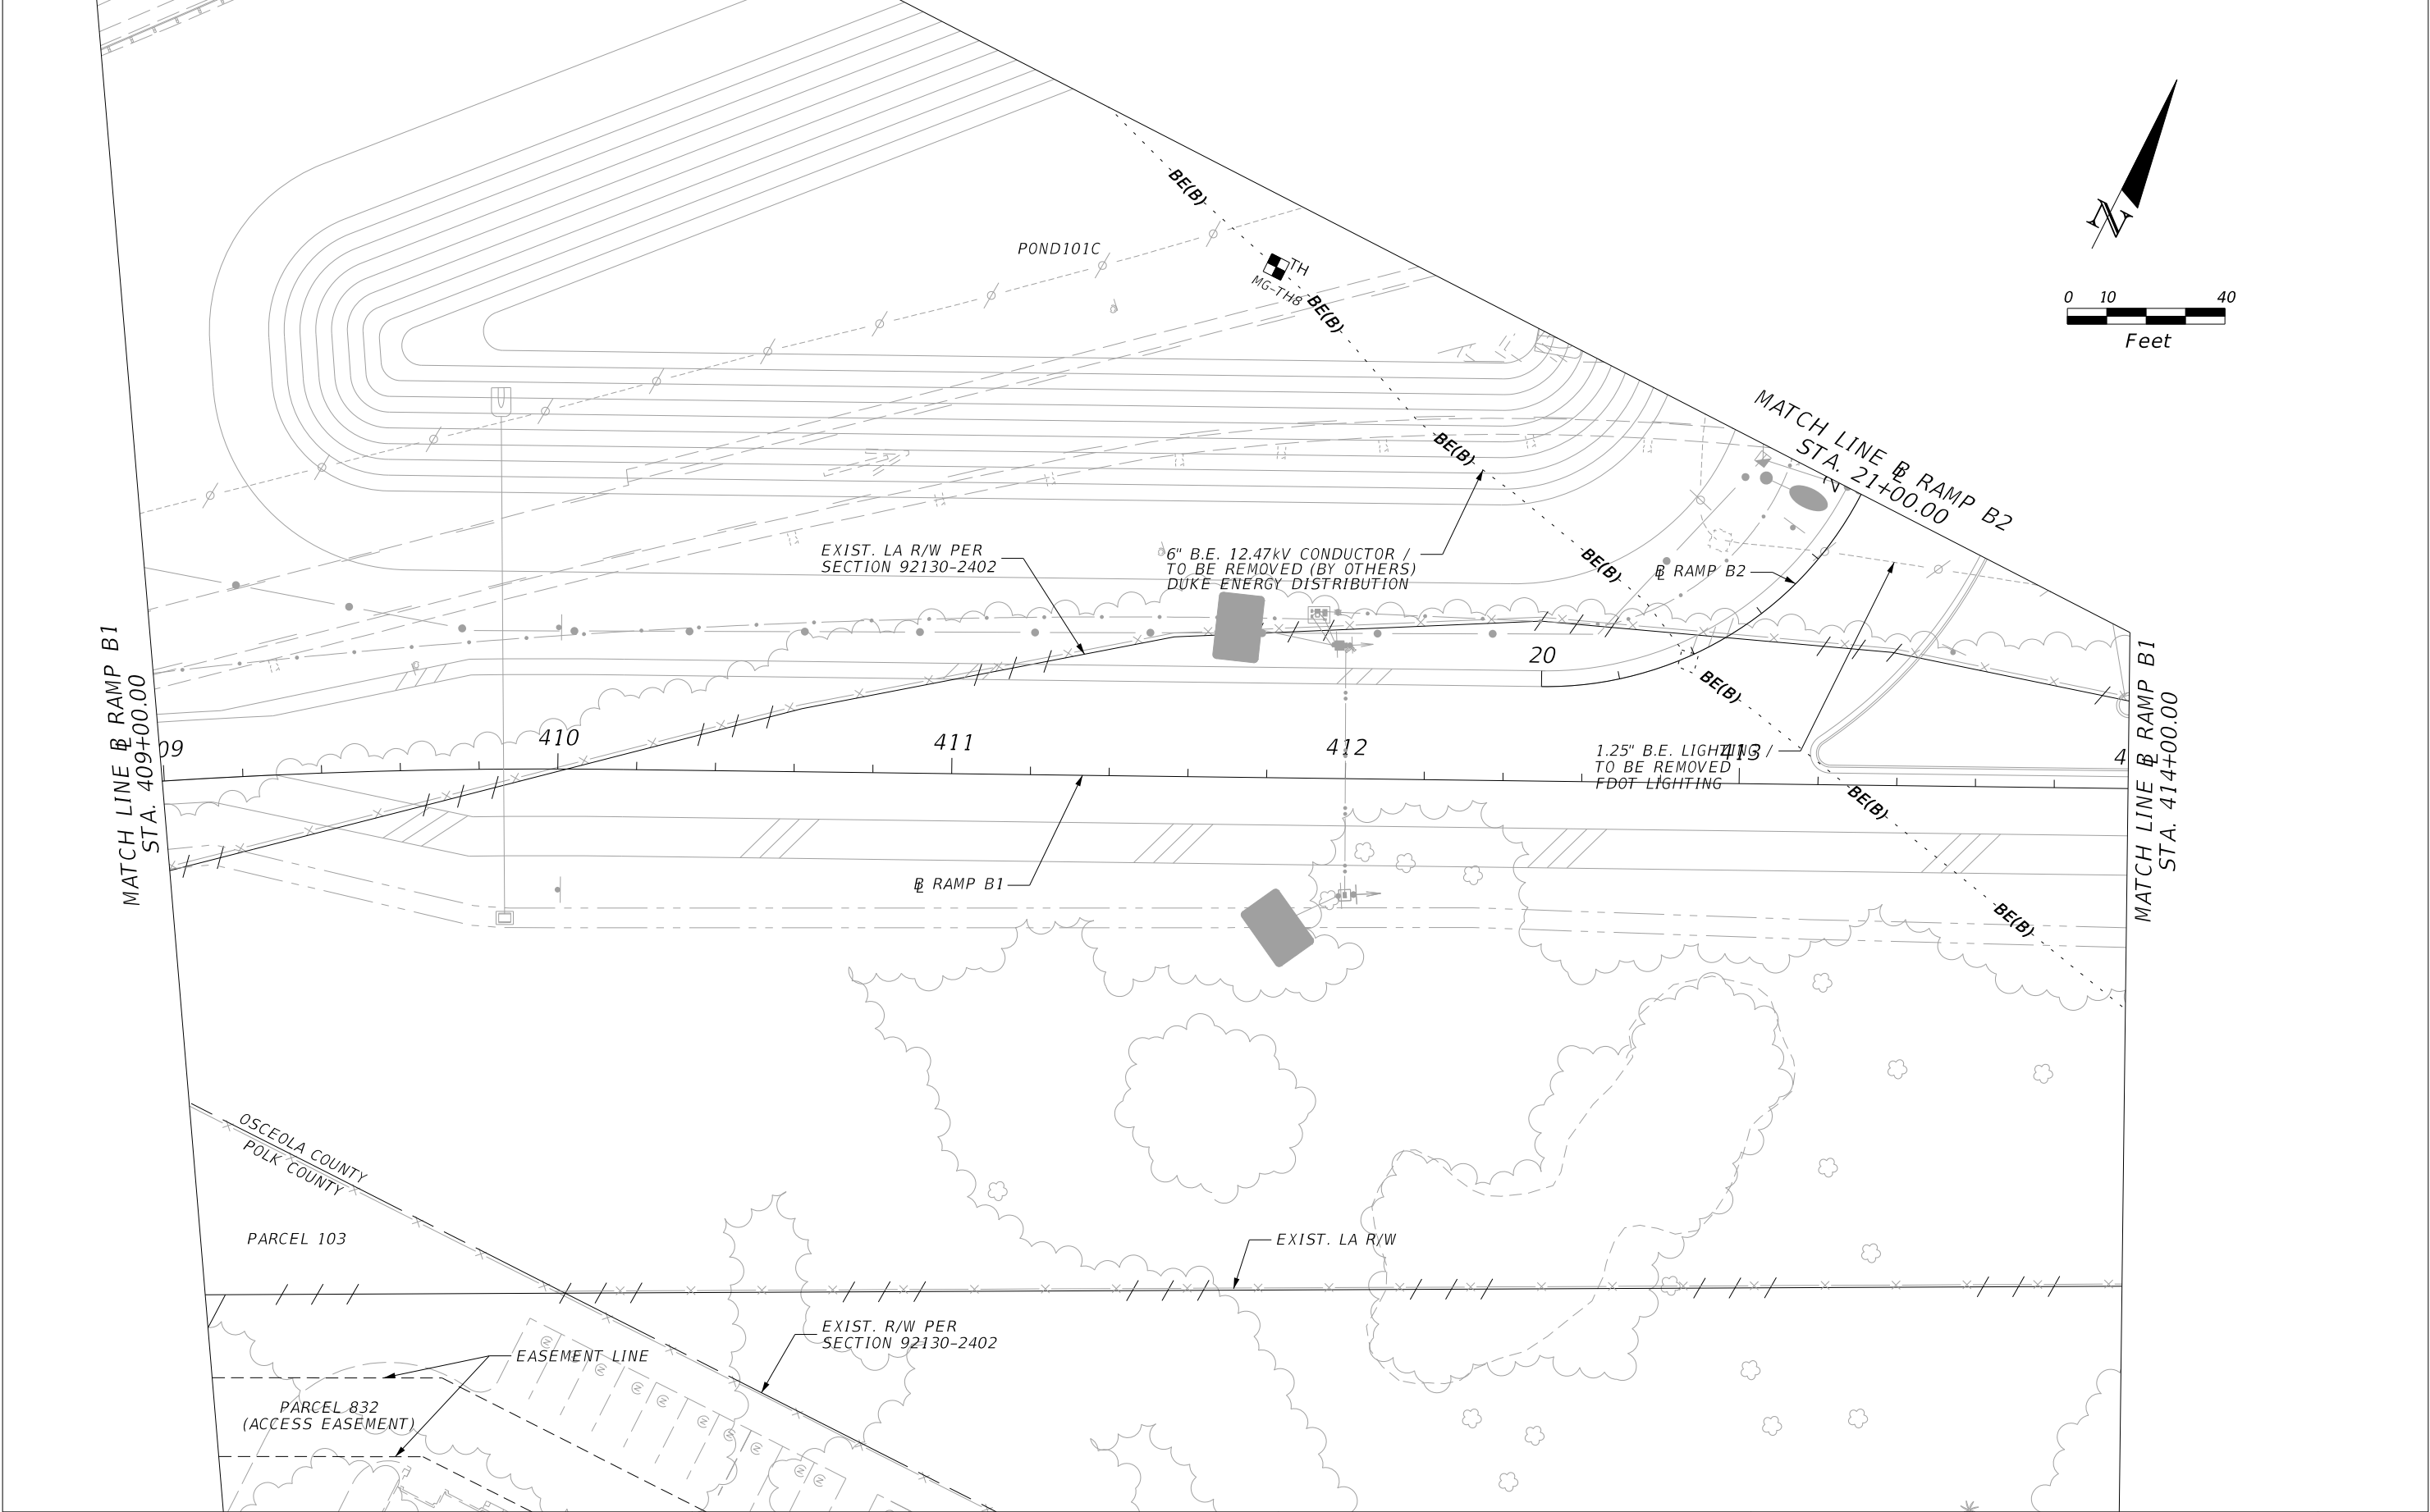 BE(B)
POND101C
TH
MG-TH8
BE(B)
N
0 10 40
Feet
MATCH LINE ℄ RAMP B2
STA. 21+00.00
BE(B)
EXIST. LA R/W PER
SECTION 92130-2402
6" B.E. 12.47kV CONDUCTOR /
TO BE REMOVED (BY OTHERS)
DUKE ENERGY DISTRIBUTION
BE(B)
℄ RAMP B2
20
BE(B)
MATCH LINE ℄ RAMP B1
STA. 409+00.00
09
410
411
412
413
4
1.25" B.E. LIGHTING /
TO BE REMOVED
FDOT LIGHTING
MATCH LINE ℄ RAMP B1
STA. 414+00.00
BE(B)
℄ RAMP B1
BE(B)
OSCEOLA COUNTY
POLK COUNTY
PARCEL 103
EXIST. LA R/W
EXIST. R/W PER
SECTION 92130-2402
EASEMENT LINE
PARCEL 832
(ACCESS EASEMENT)